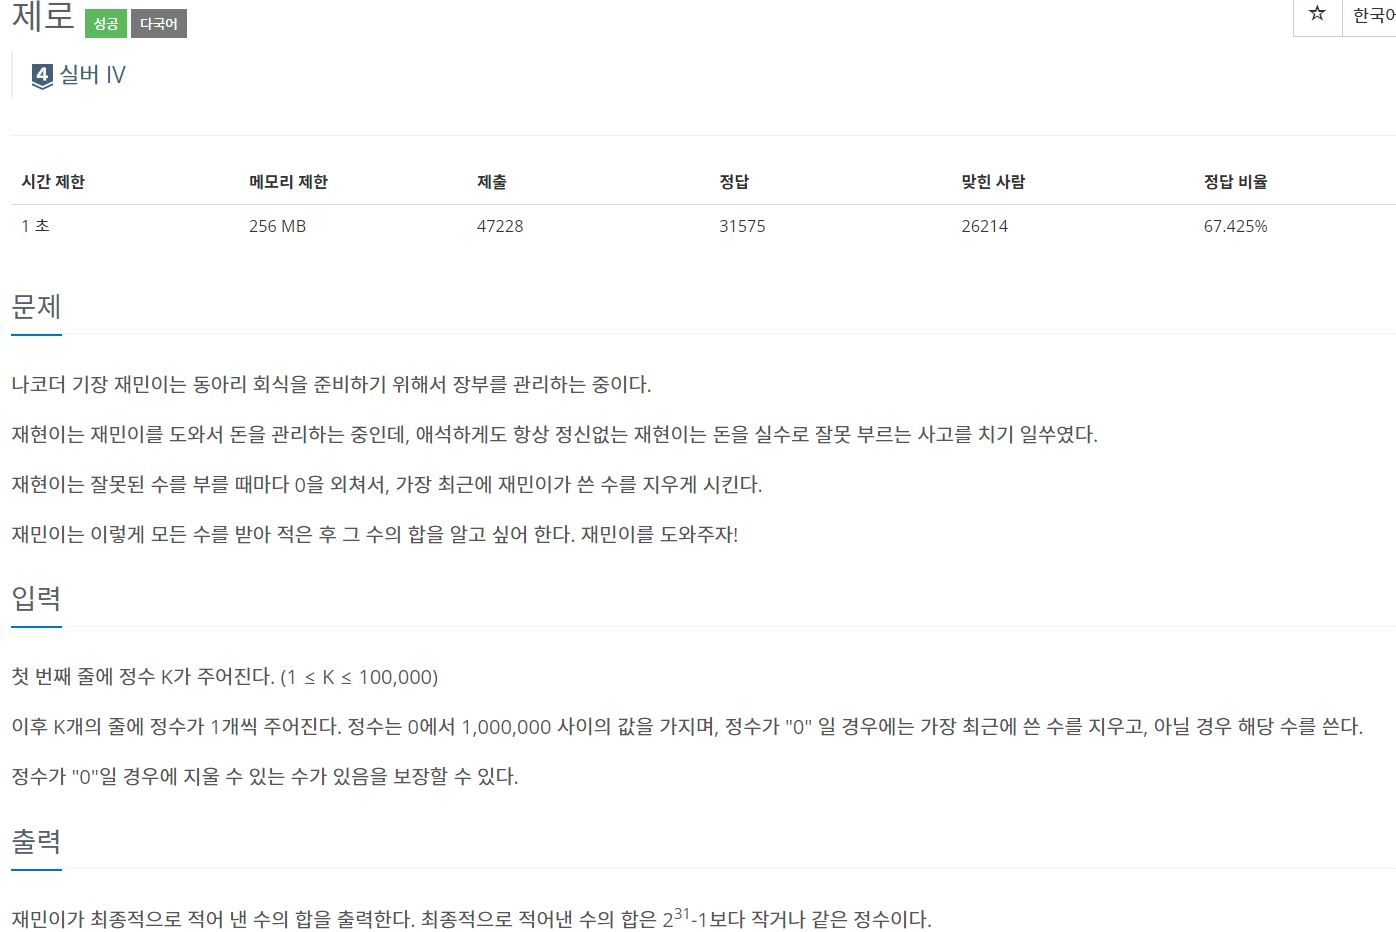 제로 성공 다국어
☆ 한국어
4 실버 IV
시간 제한 메모리 제한 제출 정답 맞힌 사람 정답 비율
1 초 256 MB 47228 31575 26214 67.425%
문제
나코더 기장 재민이는 동아리 회식을 준비하기 위해서 장부를 관리하는 중이다.
재현이는 재민이를 도와서 돈을 관리하는 중인데, 애석하게도 항상 정신없는 재현이는 돈을 실수로 잘못 부르는 사고를 치기 일쑤였다.
재현이는 잘못된 수를 부를 때마다 0을 외쳐서, 가장 최근에 재민이가 쓴 수를 지우게 시킨다.
재민이는 이렇게 모든 수를 받아 적은 후 그 수의 합을 알고 싶어 한다. 재민이를 도와주자!
입력
첫 번째 줄에 정수 K가 주어진다. (1 ≤ K ≤ 100,000)
이후 K개의 줄에 정수가 1개씩 주어진다. 정수는 0에서 1,000,000 사이의 값을 가지며, 정수가 "0" 일 경우에는 가장 최근에 쓴 수를 지우고, 아닐 경우 해당 수를 쓴다.
정수가 "0"일 경우에 지울 수 있는 수가 있음을 보장할 수 있다.
출력
재민이가 최종적으로 적어 낸 수의 합을 출력한다. 최종적으로 적어낸 수의 합은 2^31-1보다 작거나 같은 정수이다.